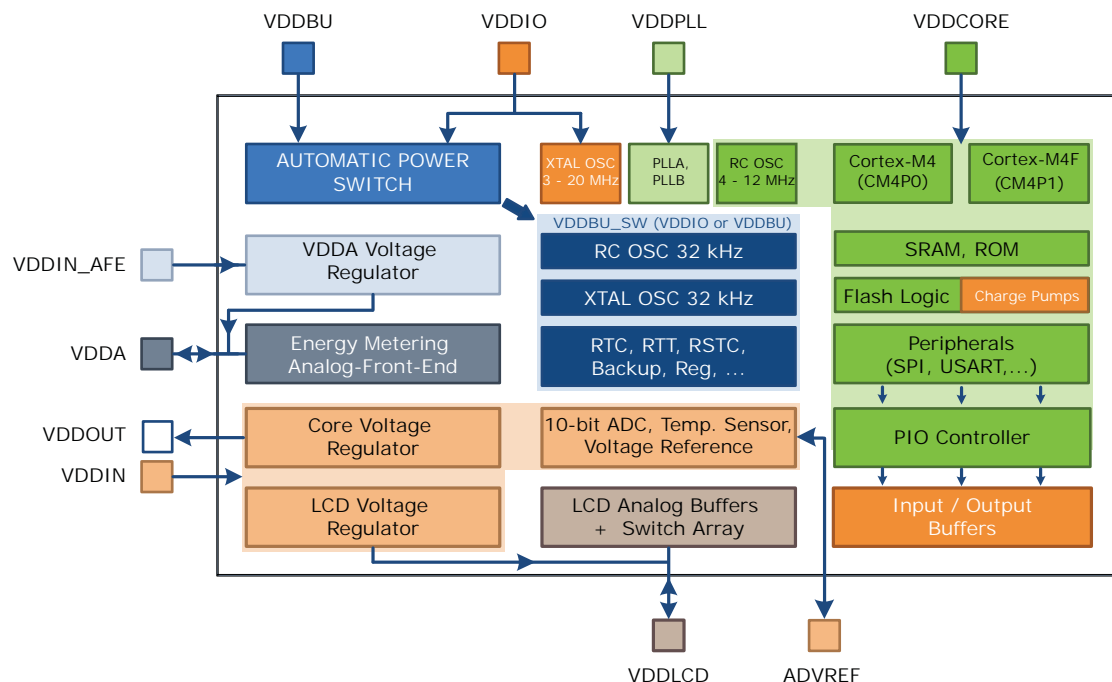 VDDBU
VDDIO
VDDPLL
VDDCORE
AUTOMATIC POWER
SWITCH
XTAL OSC
3 - 20 MHz
PLLA,
PLLB
RC OSC
4 - 12 MHz
Cortex-M4
(CM4P0)
Cortex-M4F
(CM4P1)
VDDBU_SW (VDDIO or VDDBU)
VDDIN_AFE
VDDA Voltage
Regulator
RC OSC 32 kHz
SRAM, ROM
XTAL OSC 32 kHz
Flash Logic
Charge Pumps
VDDA
Energy Metering
Analog-Front-End
RTC, RTT, RSTC,
Backup, Reg, ...
Peripherals
(SPI, USART,...)
VDDOUT
VDDIN
Core Voltage
Regulator
10-bit ADC, Temp. Sensor,
Voltage Reference
PIO Controller
LCD Voltage
Regulator
LCD Analog Buffers
+ Switch Array
Input / Output
Buffers
VDDLCD
ADVREF